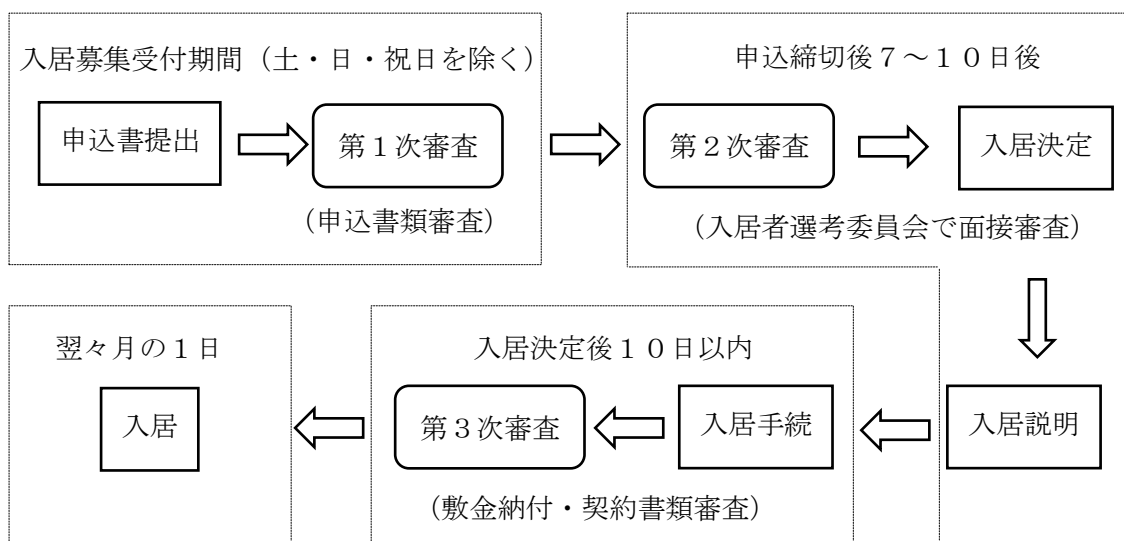 入居募集受付期間（土・日・祝日を除く）
申込書提出
第１次審査
（申込書類審査）
申込締切後７～１０日後
第２次審査
入居決定
（入居者選考委員会で面接審査）
入居説明
入居決定後１０日以内
入居手続
第３次審査
（敷金納付・契約書類審査）
翌々月の１日
入居